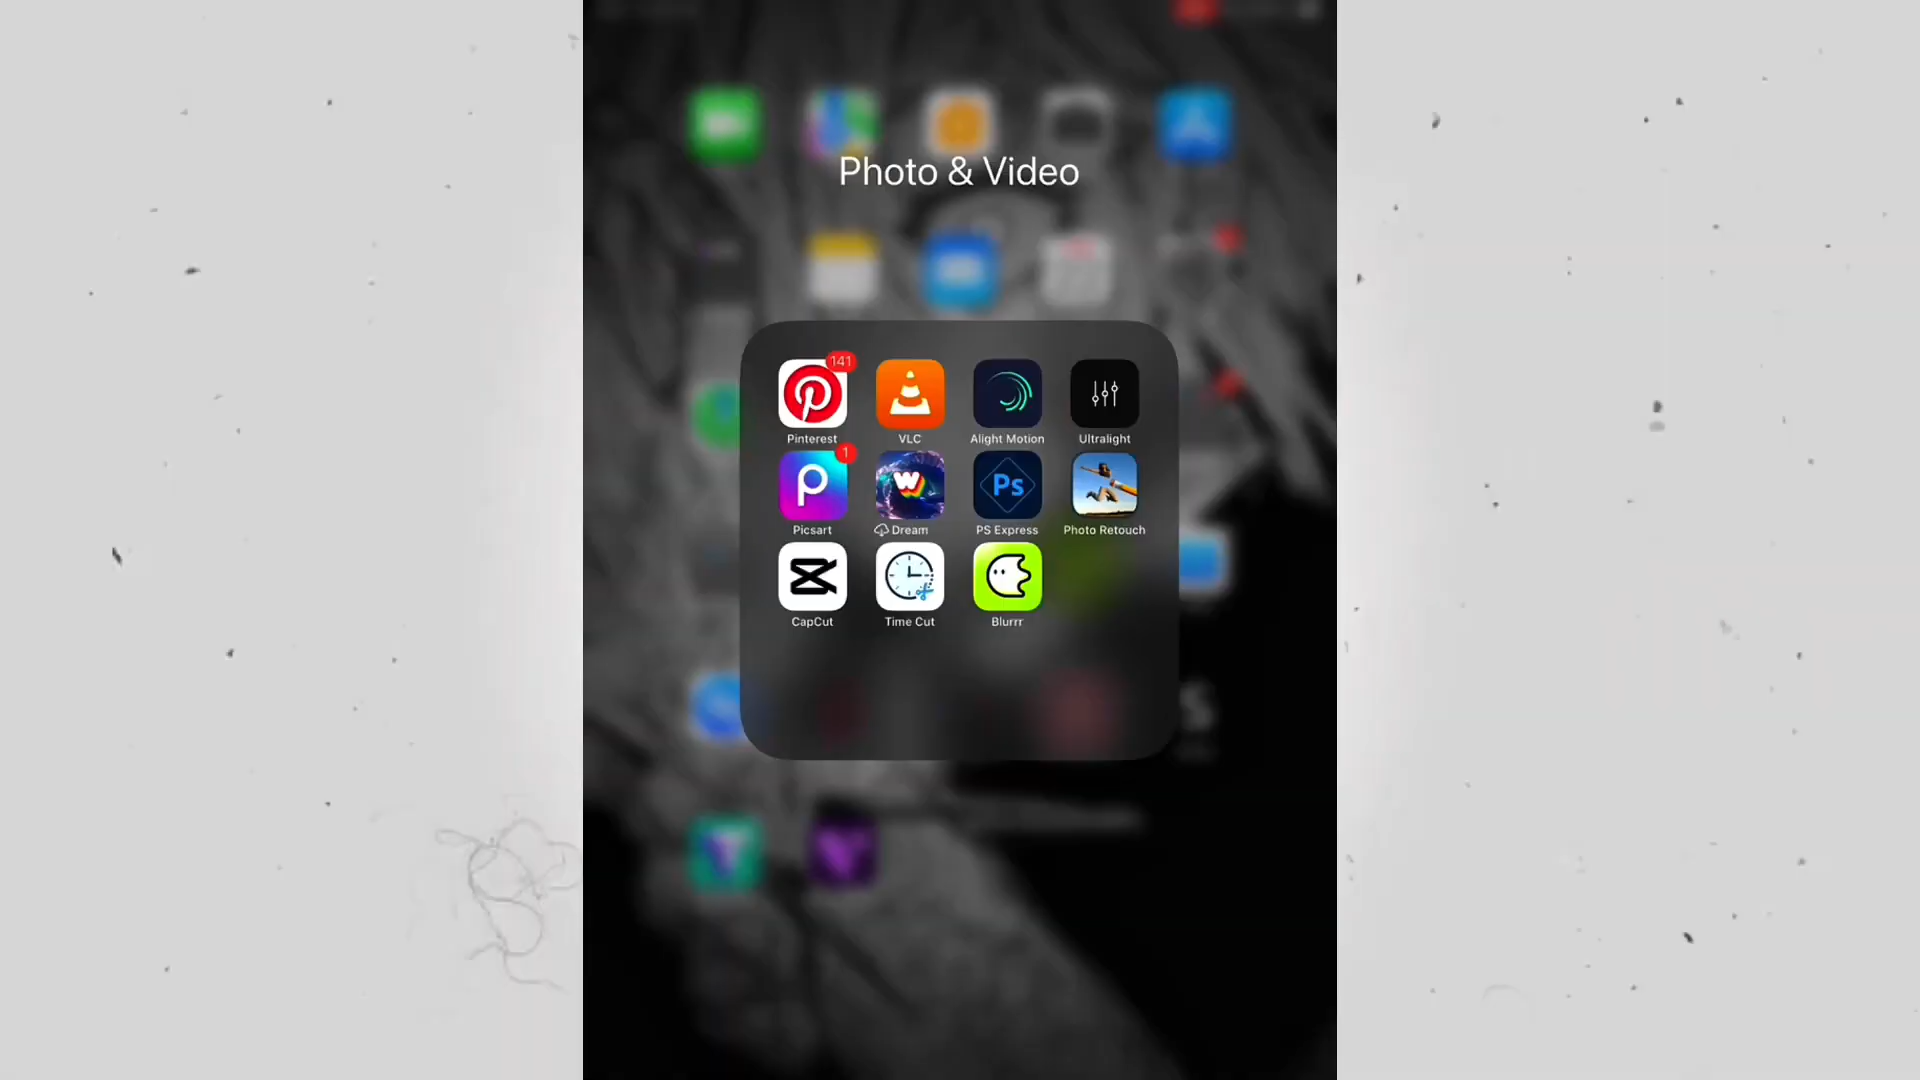 Photo & Video
141
Pinterest
VLC
Alight Motion
Ultralight
1
Picsart
W
Dream
Ps
PS Express
Photo Retouch
CapCut
Time Cut
Blurrr